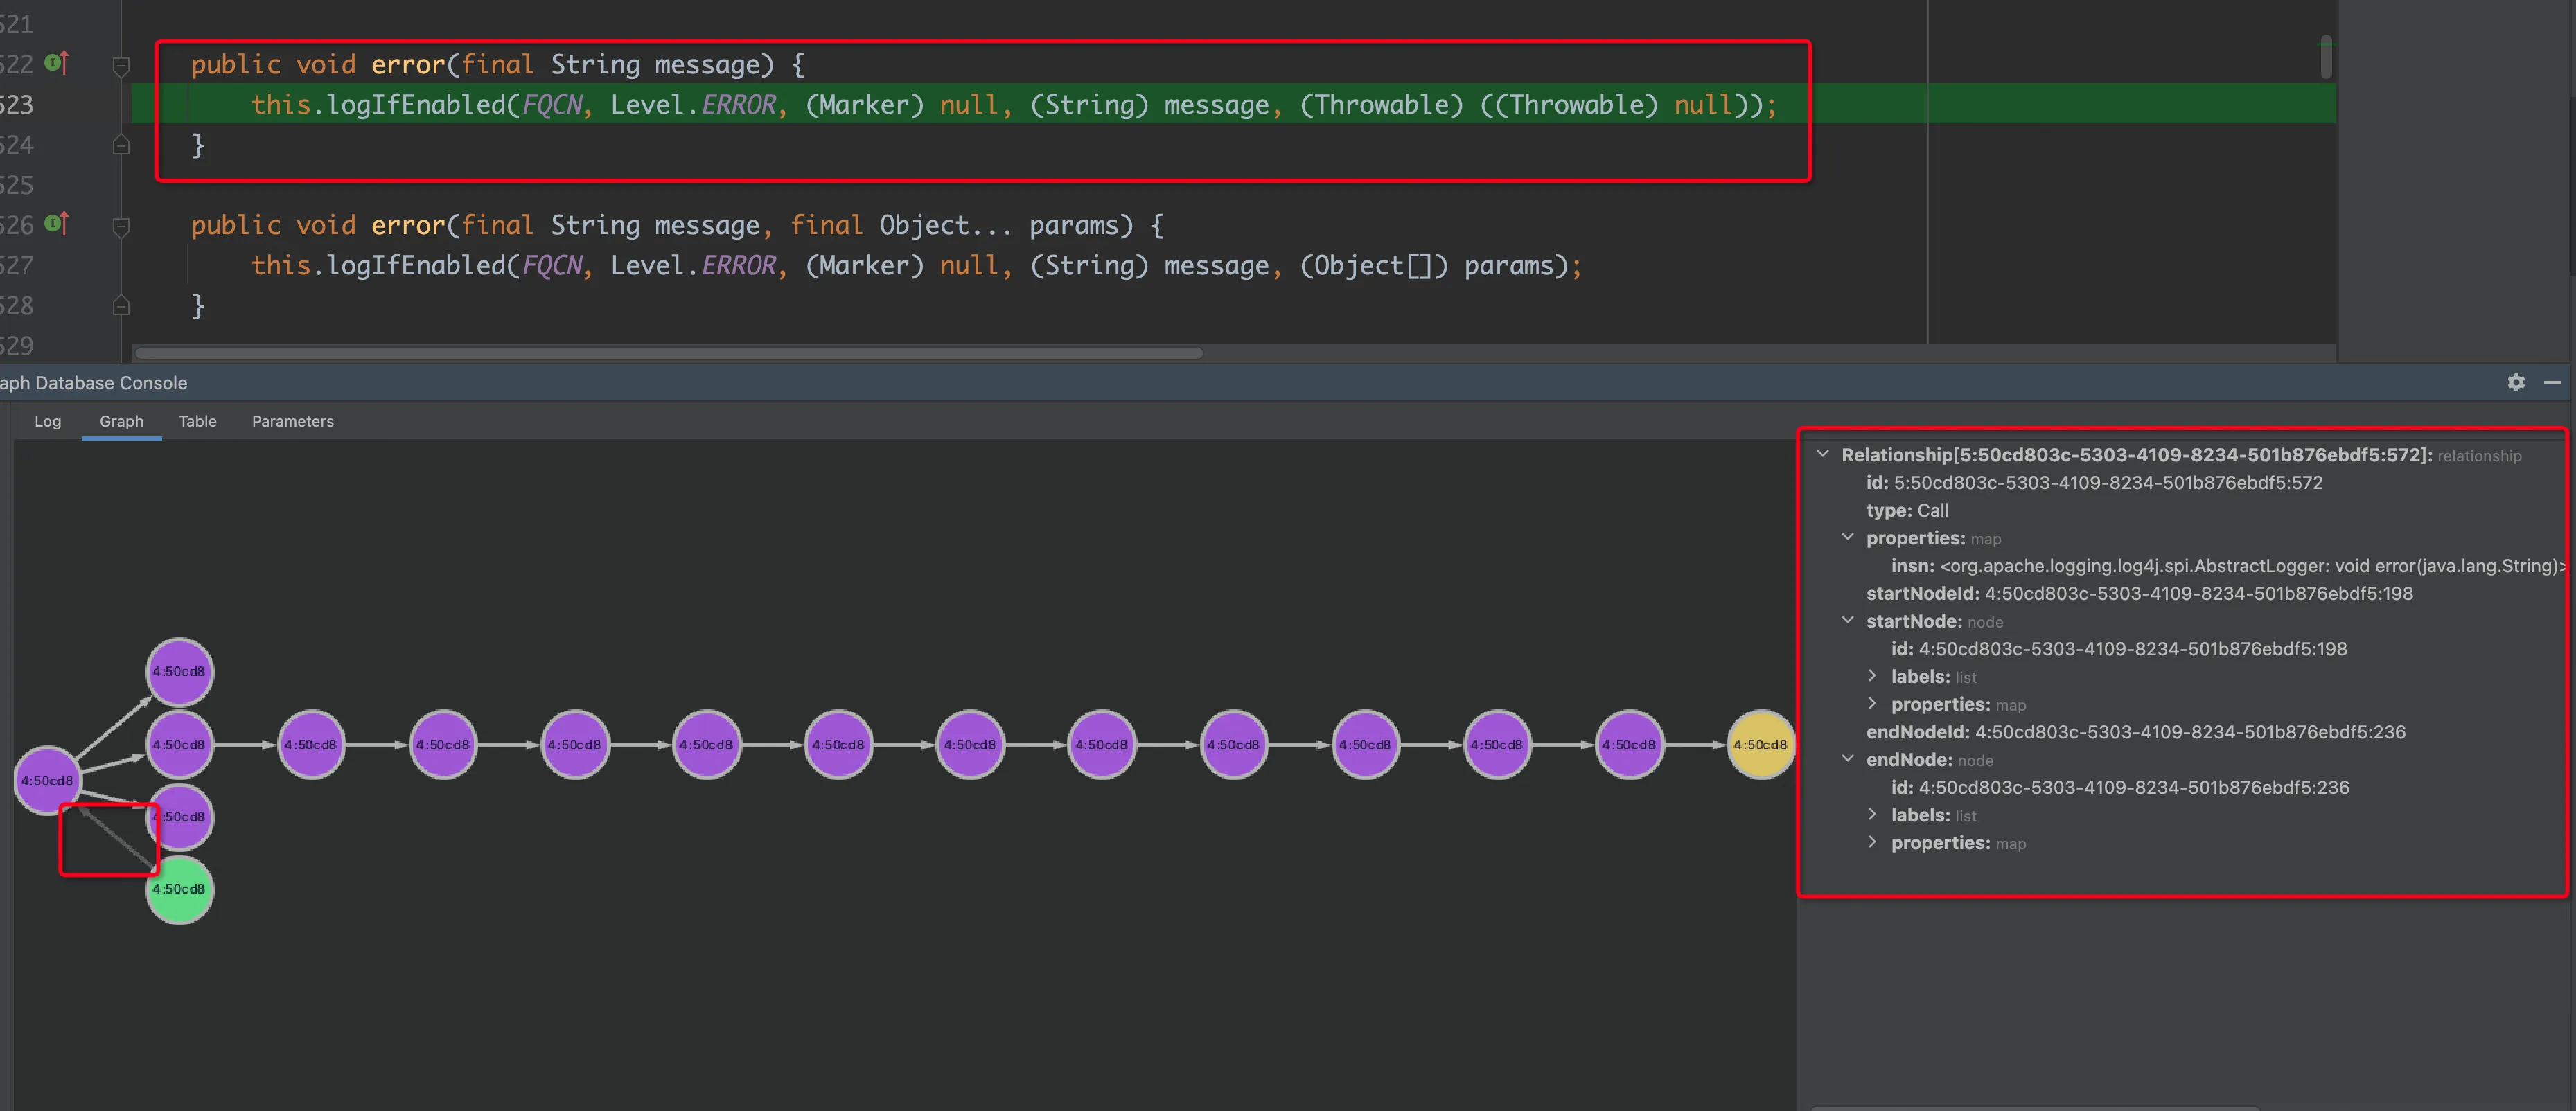 521
522 public void error(final String message) {
523 this.logIfEnabled(FQCN, Level.ERROR, (Marker) null, (String) message, (Throwable) ((Throwable) null));
524 }
525
526 public void error(final String message, final Object... params) {
527 this.logIfEnabled(FQCN, Level.ERROR, (Marker) null, (String) message, (Object[]) params);
528 }
529
aph Database Console
Log Graph Table Parameters
Relationship[5:50cd803c-5303-4109-8234-501b876ebdf5:572]: relationship
id: 5:50cd803c-5303-4109-8234-501b876ebdf5:572
type: Call
properties: map
insn: <org.apache.logging.log4j.spi.AbstractLogger: void error(java.lang.String)>
startNodeId: 4:50cd803c-5303-4109-8234-501b876ebdf5:198
startNode: node
id: 4:50cd803c-5303-4109-8234-501b876ebdf5:198
labels: list
properties: map
endNodeId: 4:50cd803c-5303-4109-8234-501b876ebdf5:236
endNode: node
id: 4:50cd803c-5303-4109-8234-501b876ebdf5:236
labels: list
properties: map
4:50cd8
4:50cd8 4:50cd8 4:50cd8 4:50cd8 4:50cd8 4:50cd8 4:50cd8 4:50cd8 4:50cd8 4:50cd8 4:50cd8 4:50cd8 4:50cd8
4:50cd8
4:50cd8
4:50cd8